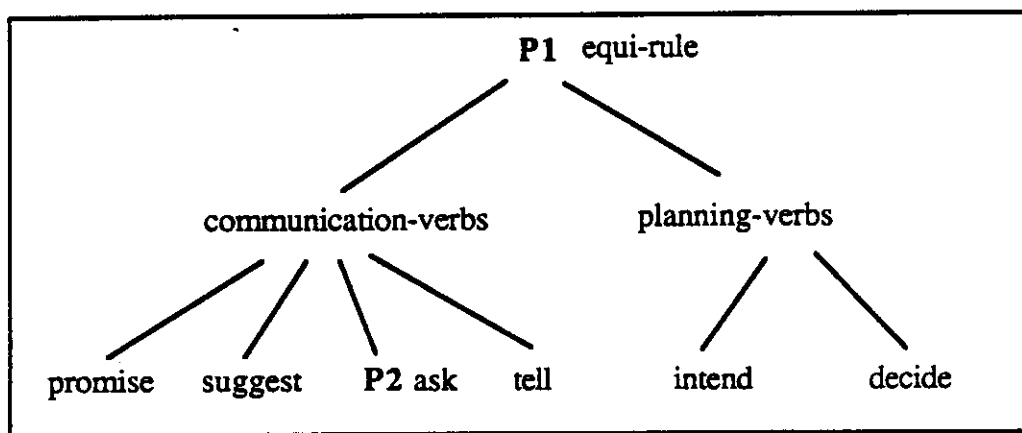 P1 equi-rule
communication-verbs planning-verbs
promise suggest P2 ask tell intend decide